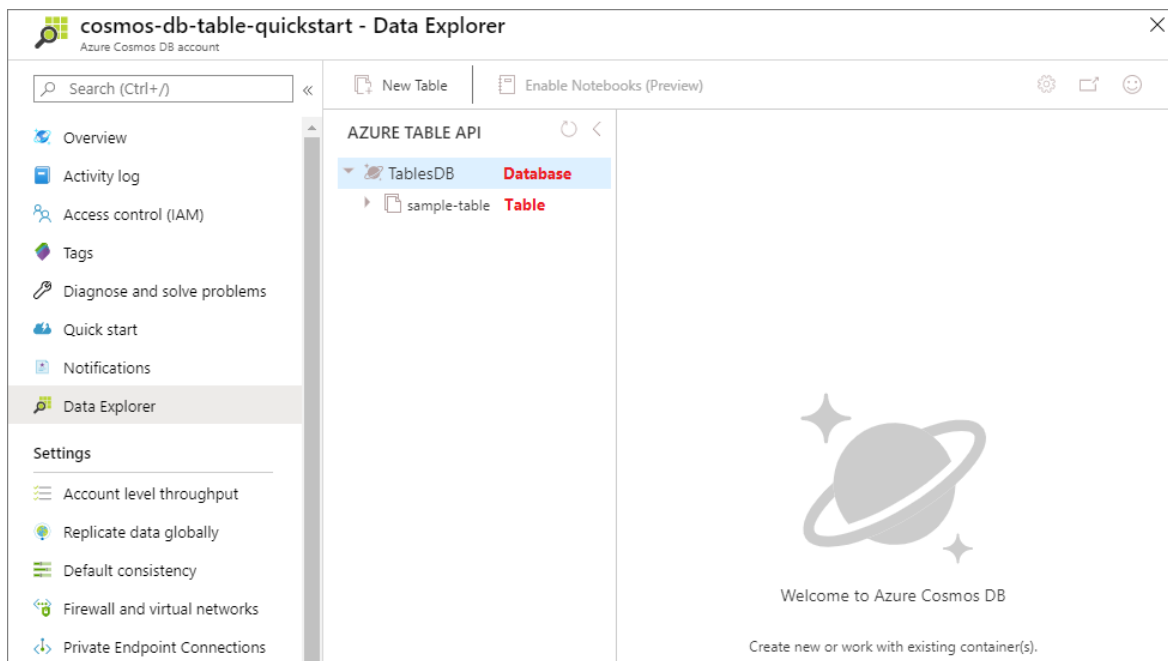 cosmos-db-table-quickstart - Data Explorer
Azure Cosmos DB account
Search (Ctrl+/)
«
Overview
Activity log
Access control (IAM)
Tags
Diagnose and solve problems
Quick start
Notifications
Data Explorer
Settings
Account level throughput
Replicate data globally
Default consistency
Firewall and virtual networks
Private Endpoint Connections
New Table
Enable Notebooks (Preview)
AZURE TABLE API
TablesDB Database
sample-table Table
Welcome to Azure Cosmos DB
Create new or work with existing container(s).